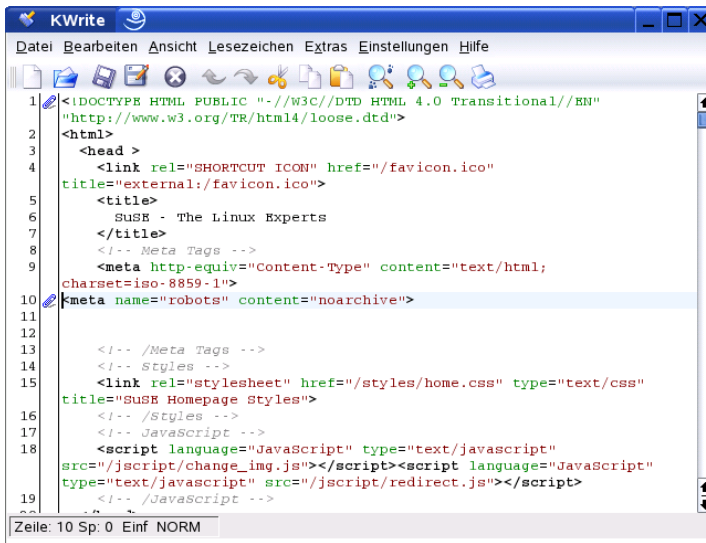 KWrite
Datei Bearbeiten Ansicht Lesezeichen Extras Einstellungen Hilfe
1 <!DOCTYPE HTML PUBLIC "-//W3C//DTD HTML 4.0 Transitional//EN"
"http://www.w3.org/TR/html4/loose.dtd">
2 <html>
3 <head >
4 <link rel="SHORTCUT ICON" href="/favicon.ico"
title="external:/favicon.ico">
5 <title>
6 SuSE - The Linux Experts
7 </title>
8 <!-- Meta Tags -->
9 <meta http-equiv="Content-Type" content="text/html;
charset=iso-8859-1">
10 <meta name="robots" content="noarchive">
11
12
13 <!-- /Meta Tags -->
14 <!-- Styles -->
15 <link rel="stylesheet" href="/styles/home.css" type="text/css"
title="SuSE Homepage Styles">
16 <!-- /Styles -->
17 <!-- JavaScript -->
18 <script language="JavaScript" type="text/javascript"
src="/jscript/change_img.js"></script><script language="JavaScript"
type="text/javascript" src="/jscript/redirect.js"></script>
19 <!-- /JavaScript -->
Zeile: 10 Sp: 0 Einf NORM